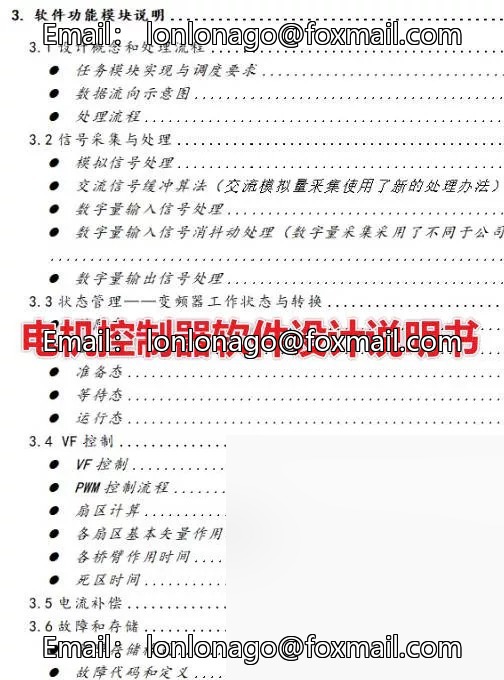 3. 软件功能模块说明
Email: lonlonago@foxmail.com
3.1 设计概念和处理流程
● 任务模块实现与调度要求
● 数据流向示意图
● 处理流程
3.2 信号采集与处理
● 模拟信号处理
● 交流信号缓冲算法（交流模拟量采集使用了新的处理办法）
● 数字量输入信号处理
● 数字量输入信号消抖动处理（数字量采集采用了不同于公司
● 数字量输出信号处理
3.3 状态管理——变频器工作状态与转换
电机控制器软件设计说明书
Email: lonlonago@foxmail.com
● 准备态
● 等待态
● 运行态
3.4 VF 控制
● VF 控制
● PWM 控制流程
● 扇区计算
● 各扇区基本矢量作用
● 各桥臂作用时间
● 死区时间
3.5 电流补偿
3.6 故障和存储
Email: lonlonago@foxmail.com
● 故障代码和定义